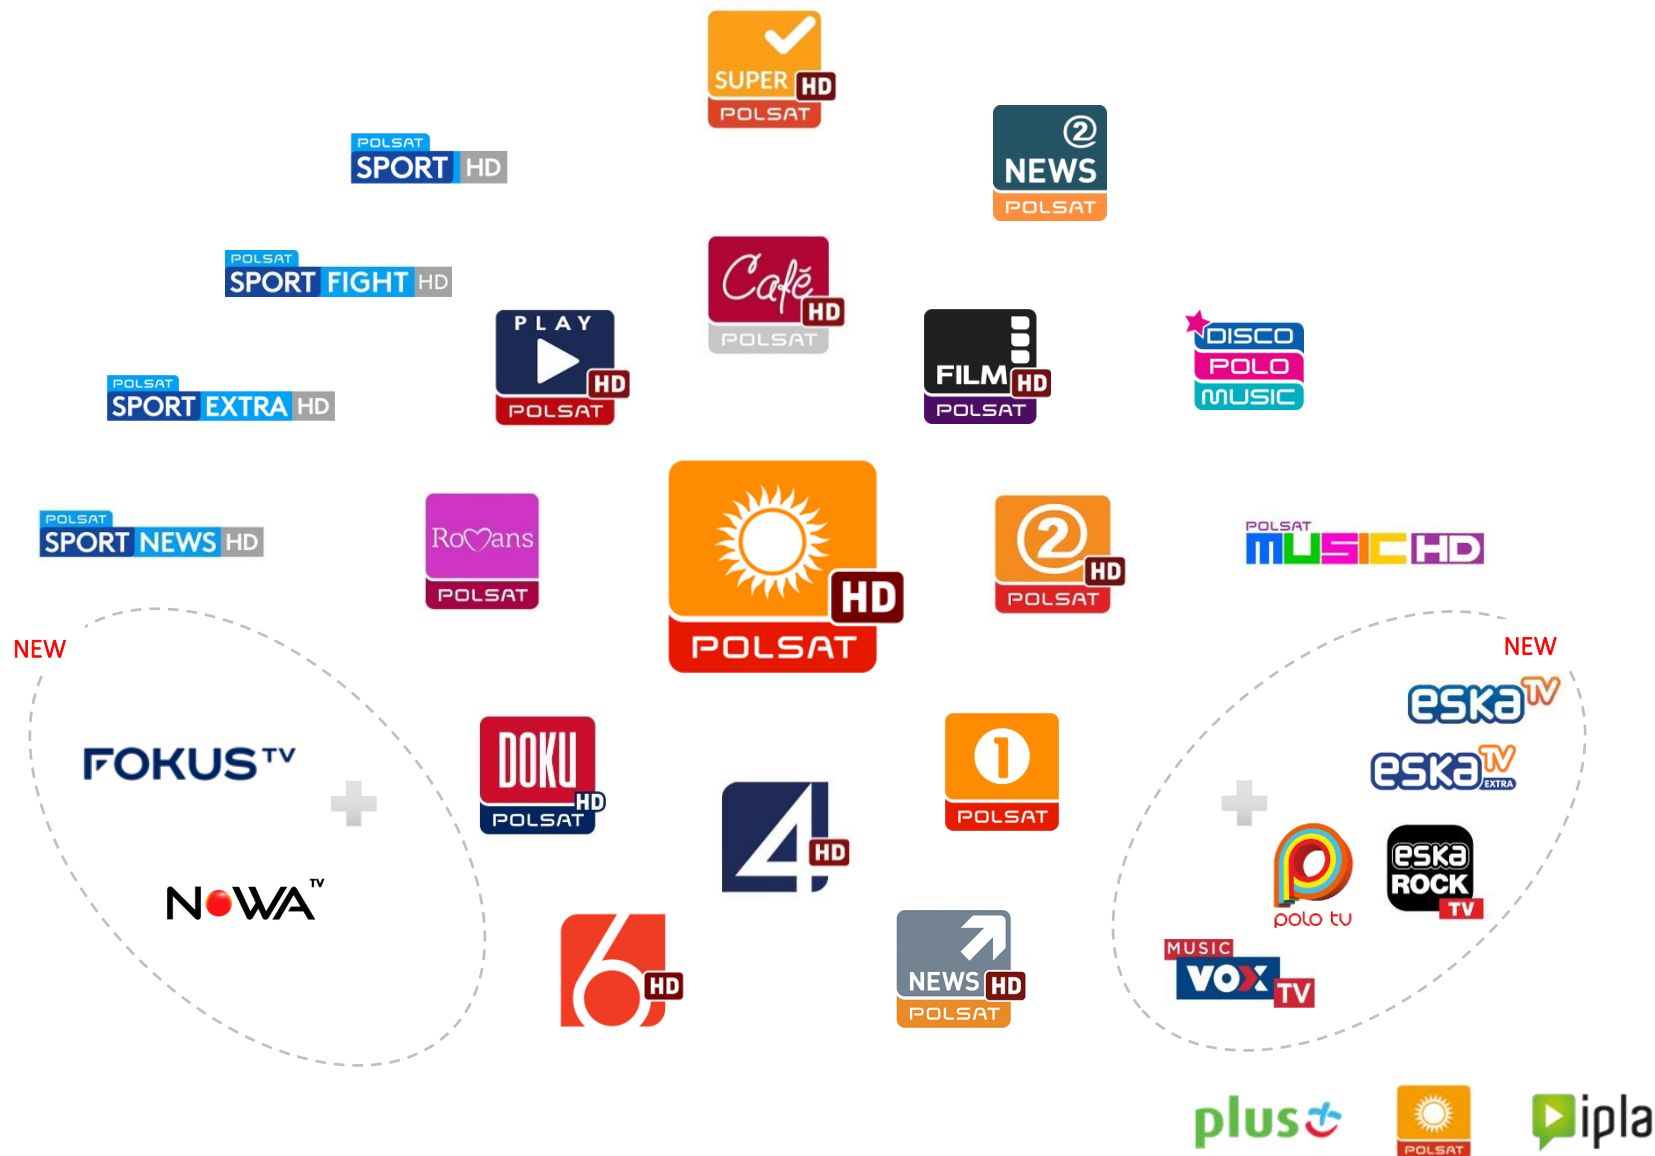 SUPER HD
POLSAT
2
NEWS
POLSAT
POLSAT
SPORT HD
POLSAT
SPORT FIGHT HD
Café HD
POLSAT
PLAY
HD
POLSAT
FILM HD
POLSAT
DISCO
POLO
MUSIC
POLSAT
SPORT EXTRA HD
POLSAT
SPORT NEWS HD
Romans
POLSAT
HD
POLSAT
2
HD
POLSAT
POLSAT
MUSIC HD
NEW
FOKUS TV
NOWA TV
DOKU
HD
POLSAT
4 HD
1
POLSAT
6 HD
NEWS HD
POLSAT
NEW
eska TV
eska TV
EXTRA
polo tv
eska
ROCK
TV
MUSIC
VOX
TV
plus
POLSAT
ipla